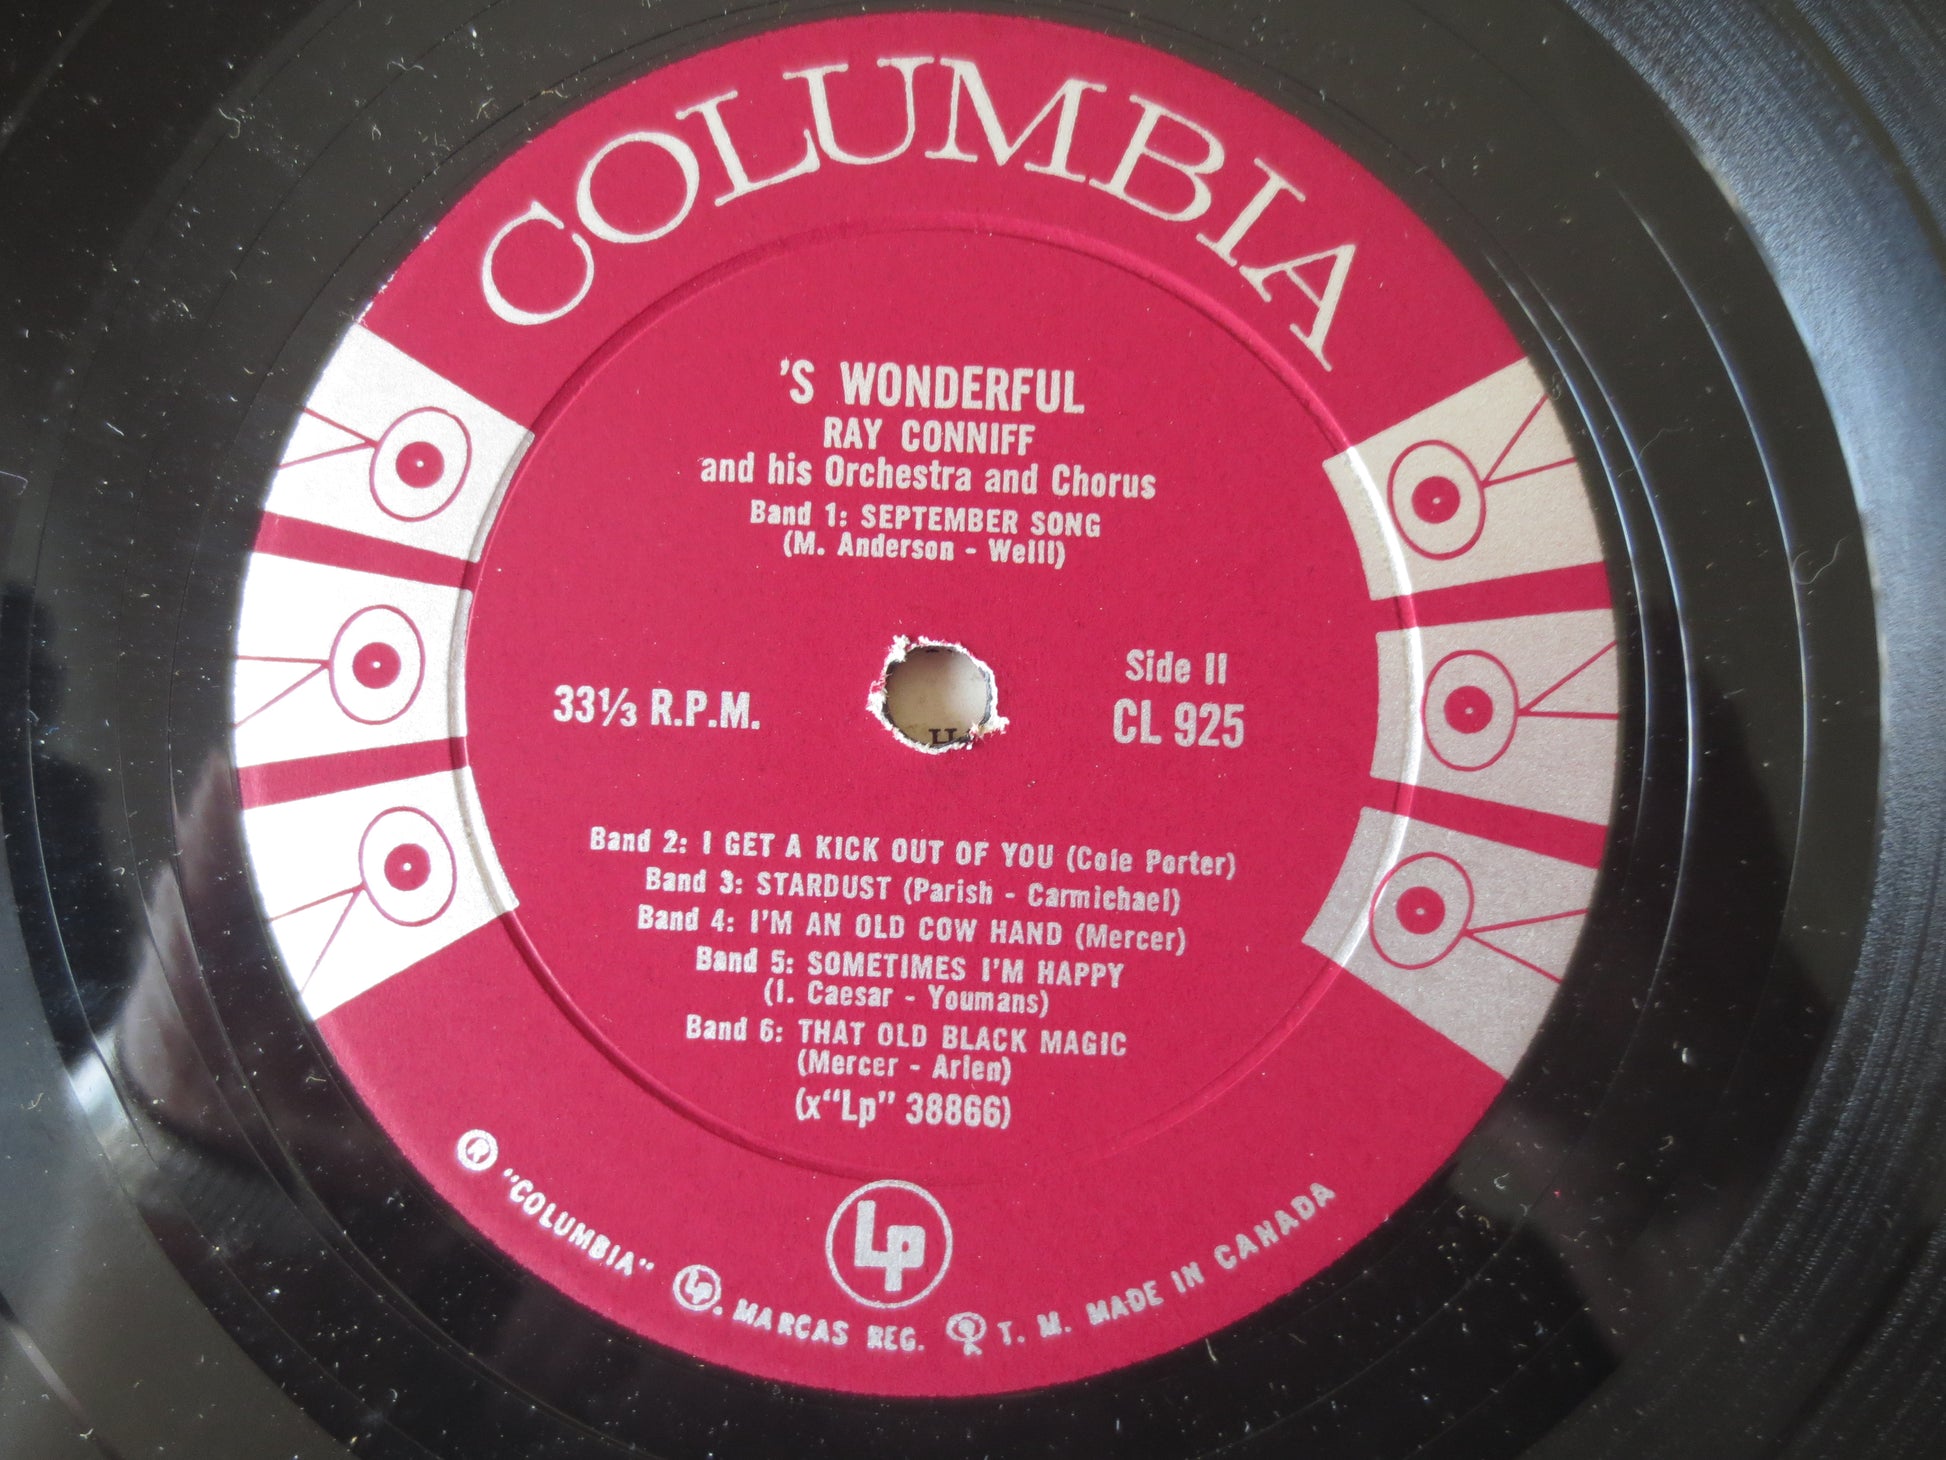 COLUMBIA
'S WONDERFUL
RAY CONNIFF
and his Orchestra and Chorus
Band 1: SEPTEMBER SONG
(M. Anderson - Weill)
33⅓ R.P.M.
Side II
CL 925
Band 2: I GET A KICK OUT OF YOU (Cole Porter)
Band 3: STARDUST (Parish - Carmichael)
Band 4: I'M AN OLD COW HAND (Mercer)
Band 5: SOMETIMES I'M HAPPY
(I. Caesar - Youmans)
Band 6: THAT OLD BLACK MAGIC
(Mercer - Arlen)
(x"Lp" 38866)
Lp
® "COLUMBIA" Lp. MARCAS REG. T. M. MADE IN CANADA